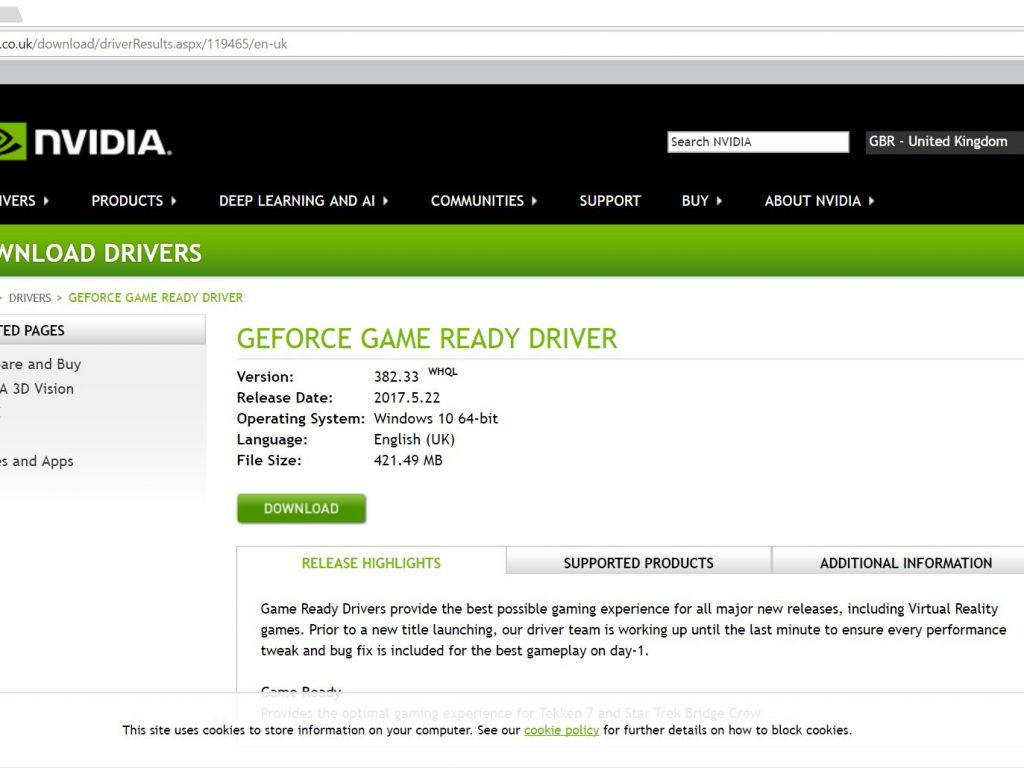 .co.uk/download/driverResults.aspx/119465/en-uk
NVIDIA.
Search NVIDIA
GBR - United Kingdom
IVERS PRODUCTS DEEP LEARNING AND AI COMMUNITIES SUPPORT BUY ABOUT NVIDIA
WNLOAD DRIVERS
> DRIVERS > GEFORCE GAME READY DRIVER
TED PAGES
are and Buy
A 3D Vision
es and Apps
GEFORCE GAME READY DRIVER
Version: 382.33 WHQL
Release Date: 2017.5.22
Operating System: Windows 10 64-bit
Language: English (UK)
File Size: 421.49 MB
DOWNLOAD
RELEASE HIGHLIGHTS SUPPORTED PRODUCTS ADDITIONAL INFORMATION
Game Ready Drivers provide the best possible gaming experience for all major new releases, including Virtual Reality
games. Prior to a new title launching, our driver team is working up until the last minute to ensure every performance
tweak and bug fix is included for the best gameplay on day-1.
Game Ready
Provides the optimal gaming experience for Tekken 7 and Star Trek Bridge Crew
This site uses cookies to store information on your computer. See our cookie policy for further details on how to block cookies.